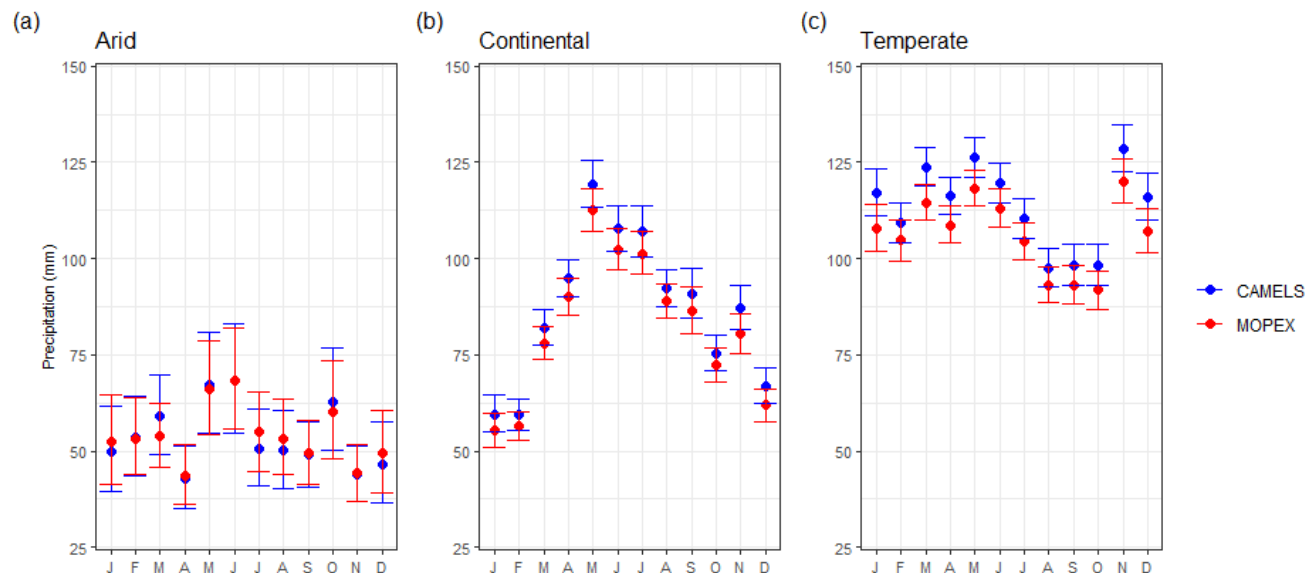 (a)
Arid
(b)
Continental
(c)
Temperate
Precipitation (mm)
150
125
100
75
50
25
J F M A M J J A S O N D
150
125
100
75
50
25
J F M A M J J A S O N D
150
125
100
75
50
25
J F M A M J J A S O N D
CAMELS
MOPEX